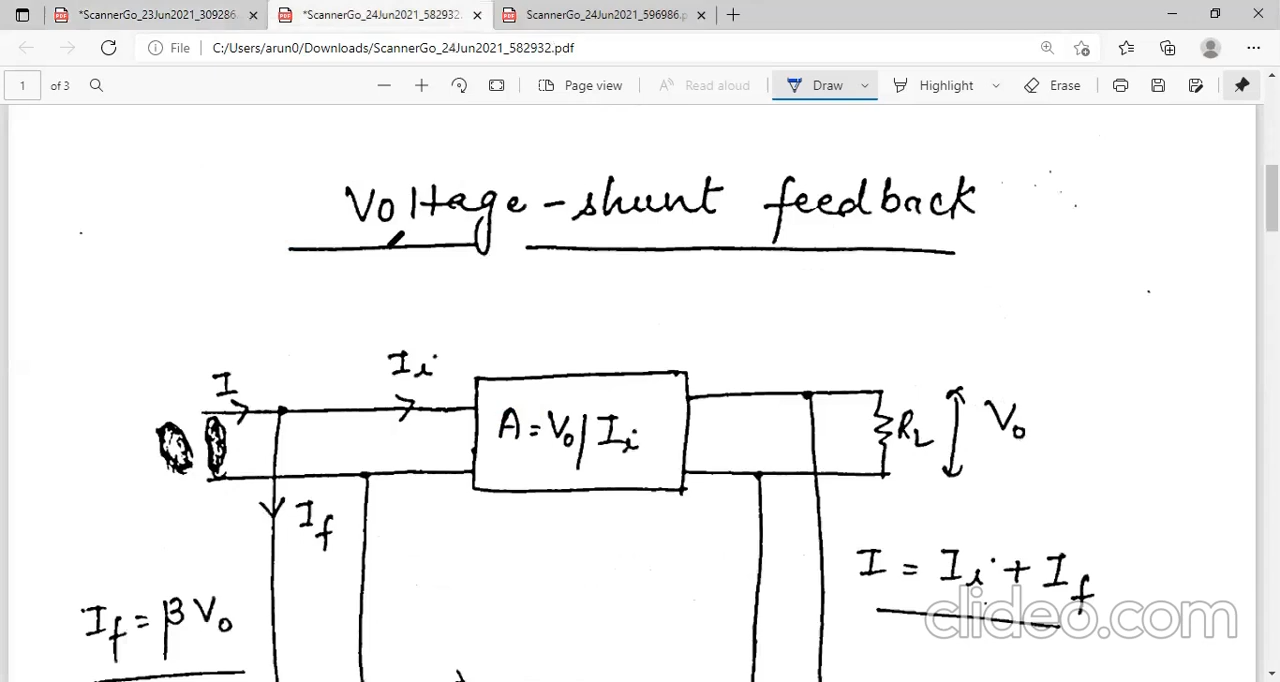 *ScannerGo_23Jun2021_309286 *ScannerGo_24Jun2021_582932. ScannerGo_24Jun2021_596986.p
File C:/Users/arun0/Downloads/ScannerGo_24Jun2021_582932.pdf
1 of 3 Page view Read aloud Draw Highlight Erase
Voltage-shunt feedback
I Ii
A = Vo/Ii RL Vo
If
I = Ii + If
If = βVo
clideo.com